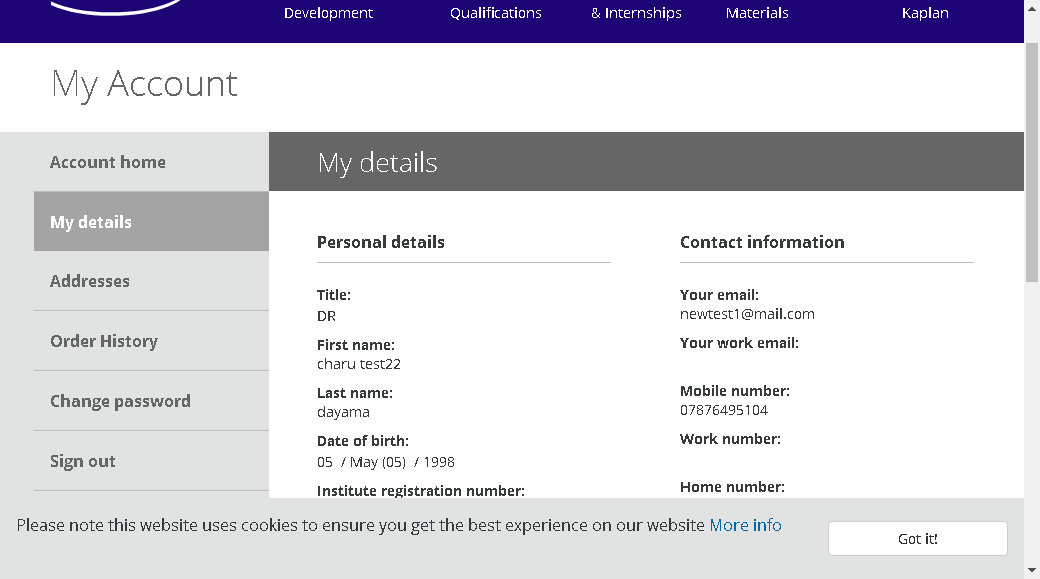 Development Qualifications & Internships Materials Kaplan
My Account
Account home
My details
Addresses
Order History
Change password
Sign out
My details
Personal details
Title:
DR
First name:
charu test22
Last name:
dayama
Date of birth:
05 / May (05) / 1998
Institute registration number:
Contact information
Your email:
newtest1@mail.com
Your work email:
Mobile number:
07876495104
Work number:
Home number:
Please note this website uses cookies to ensure you get the best experience on our website More info
Got it!